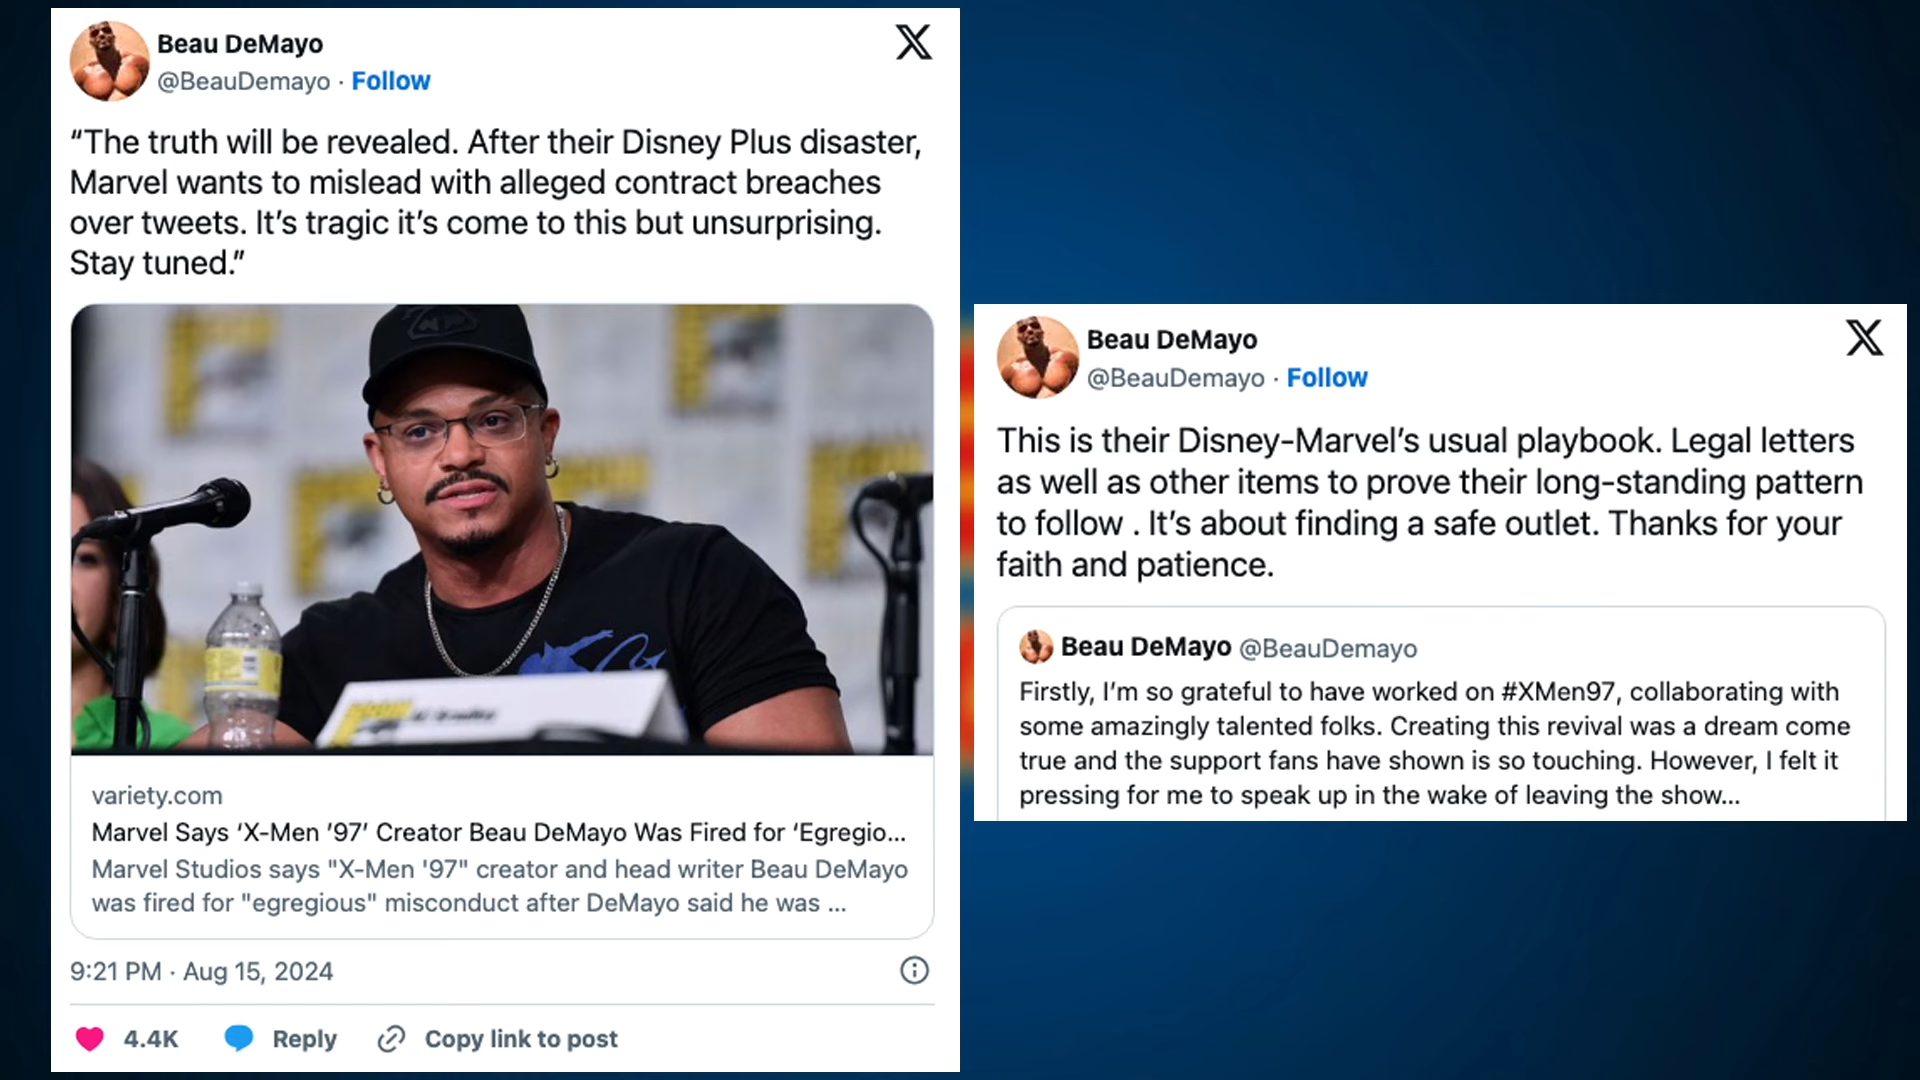 Beau DeMayo
@BeauDemayo · Follow
“The truth will be revealed. After their Disney Plus disaster,
Marvel wants to mislead with alleged contract breaches
over tweets. It’s tragic it’s come to this but unsurprising.
Stay tuned.”
variety.com
Marvel Says ‘X-Men ’97’ Creator Beau DeMayo Was Fired for ‘Egregio...
Marvel Studios says "X-Men '97" creator and head writer Beau DeMayo
was fired for "egregious" misconduct after DeMayo said he was ...
9:21 PM · Aug 15, 2024
4.4K Reply Copy link to post
Beau DeMayo
@BeauDemayo · Follow
This is their Disney-Marvel’s usual playbook. Legal letters
as well as other items to prove their long-standing pattern
to follow . It’s about finding a safe outlet. Thanks for your
faith and patience.
Beau DeMayo @BeauDemayo
Firstly, I’m so grateful to have worked on #XMen97, collaborating with
some amazingly talented folks. Creating this revival was a dream come
true and the support fans have shown is so touching. However, I felt it
pressing for me to speak up in the wake of leaving the show...